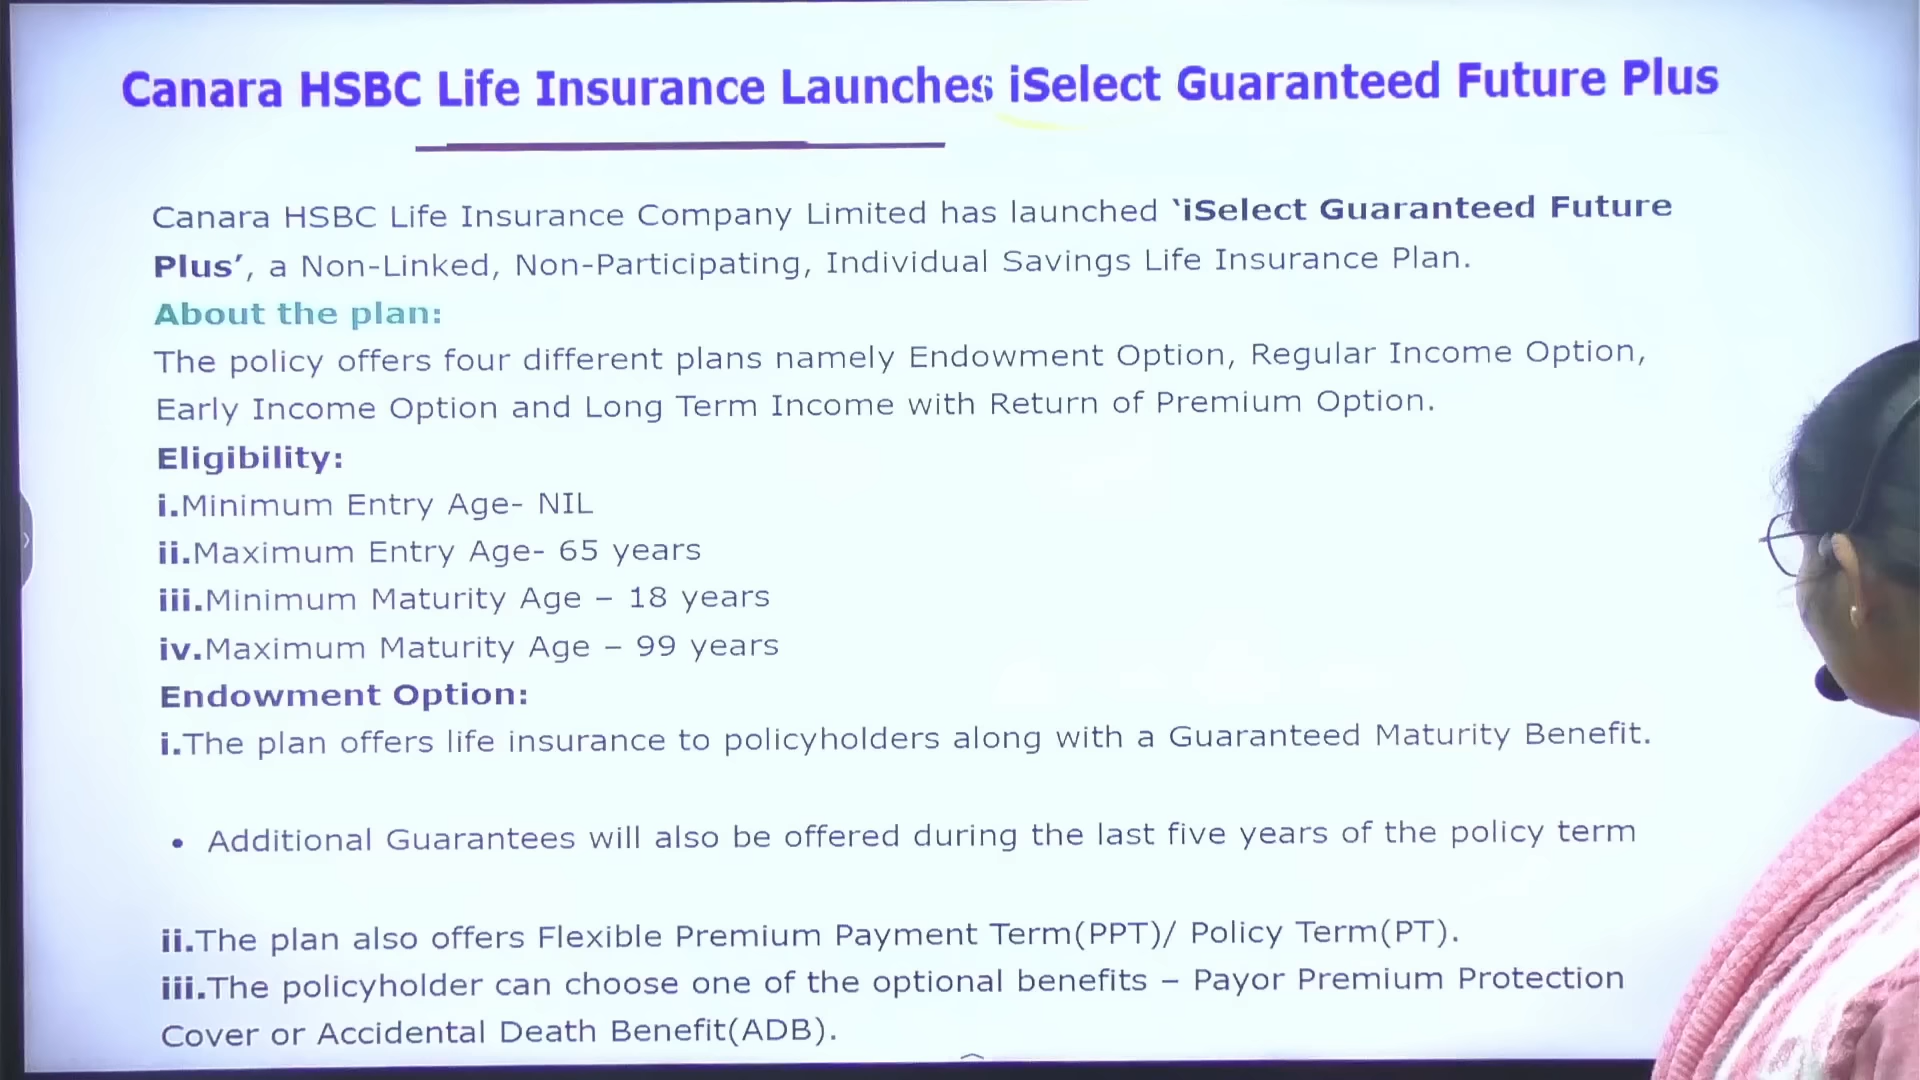 Canara HSBC Life Insurance Launches iSelect Guaranteed Future Plus
Canara HSBC Life Insurance Company Limited has launched ‘iSelect Guaranteed Future
Plus’, a Non-Linked, Non-Participating, Individual Savings Life Insurance Plan.
About the plan:
The policy offers four different plans namely Endowment Option, Regular Income Option,
Early Income Option and Long Term Income with Return of Premium Option.
Eligibility:
i.Minimum Entry Age- NIL
ii.Maximum Entry Age- 65 years
iii.Minimum Maturity Age – 18 years
iv.Maximum Maturity Age – 99 years
Endowment Option:
i.The plan offers life insurance to policyholders along with a Guaranteed Maturity Benefit.
• Additional Guarantees will also be offered during the last five years of the policy term
ii.The plan also offers Flexible Premium Payment Term(PPT)/ Policy Term(PT).
iii.The policyholder can choose one of the optional benefits – Payor Premium Protection
Cover or Accidental Death Benefit(ADB).